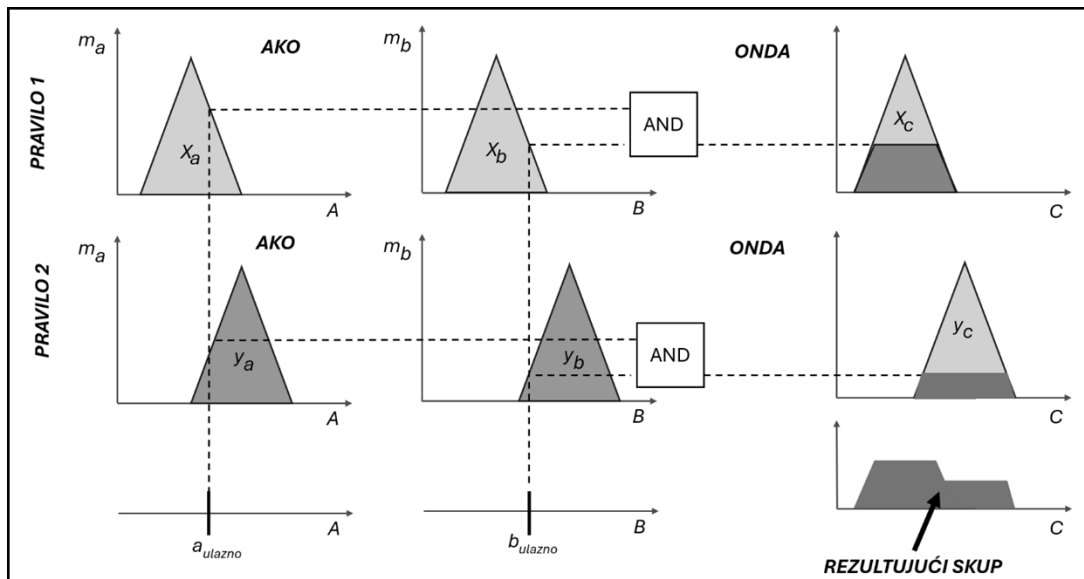 PRAVILO 1
m_a
AKO
m_b
ONDA
X_a
X_b
AND
X_c
A
B
C
PRAVILO 2
m_a
AKO
m_b
ONDA
y_a
y_b
AND
y_c
A
B
C
A
B
C
a_ulazno
b_ulazno
REZULTUJUĆI SKUP